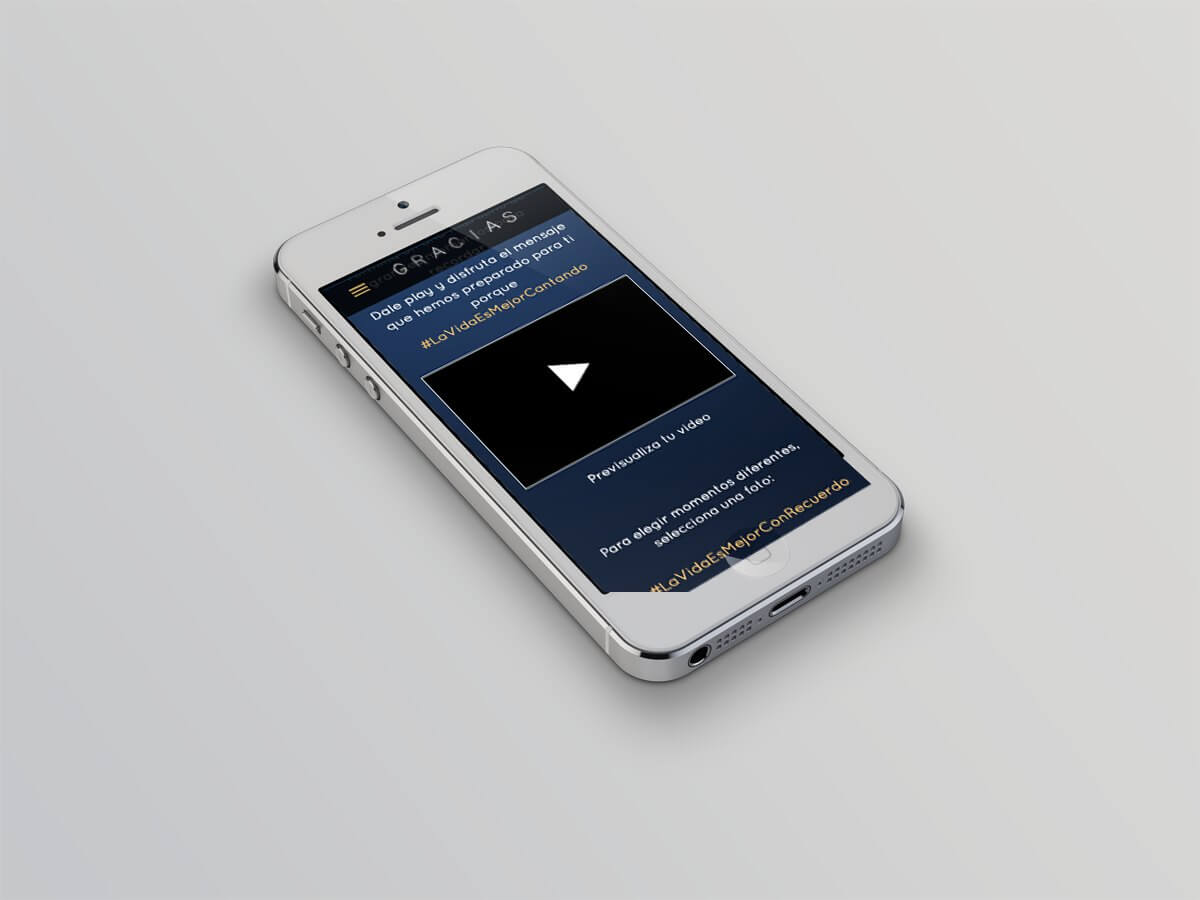 GRACIAS
Dale play y disfruta el mensaje
que hemos preparado para ti
porque
#LaVidaEsMejorCantando
Previsualiza tu video
Para elegir momentos diferentes,
selecciona una foto:
#LaVidaEsMejorConRecuerdo